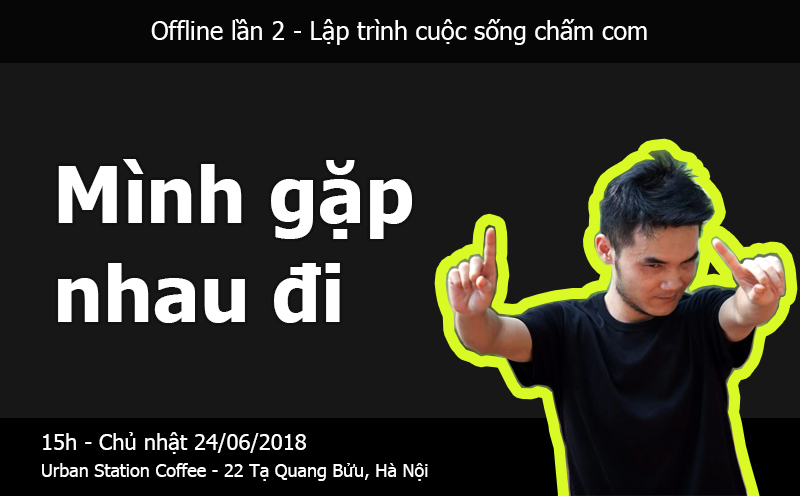 Offline lần 2 - Lập trình cuộc sống chấm com
Mình gặp
nhau đi
15h - Chủ nhật 24/06/2018
Urban Station Coffee - 22 Tạ Quang Bửu, Hà Nội